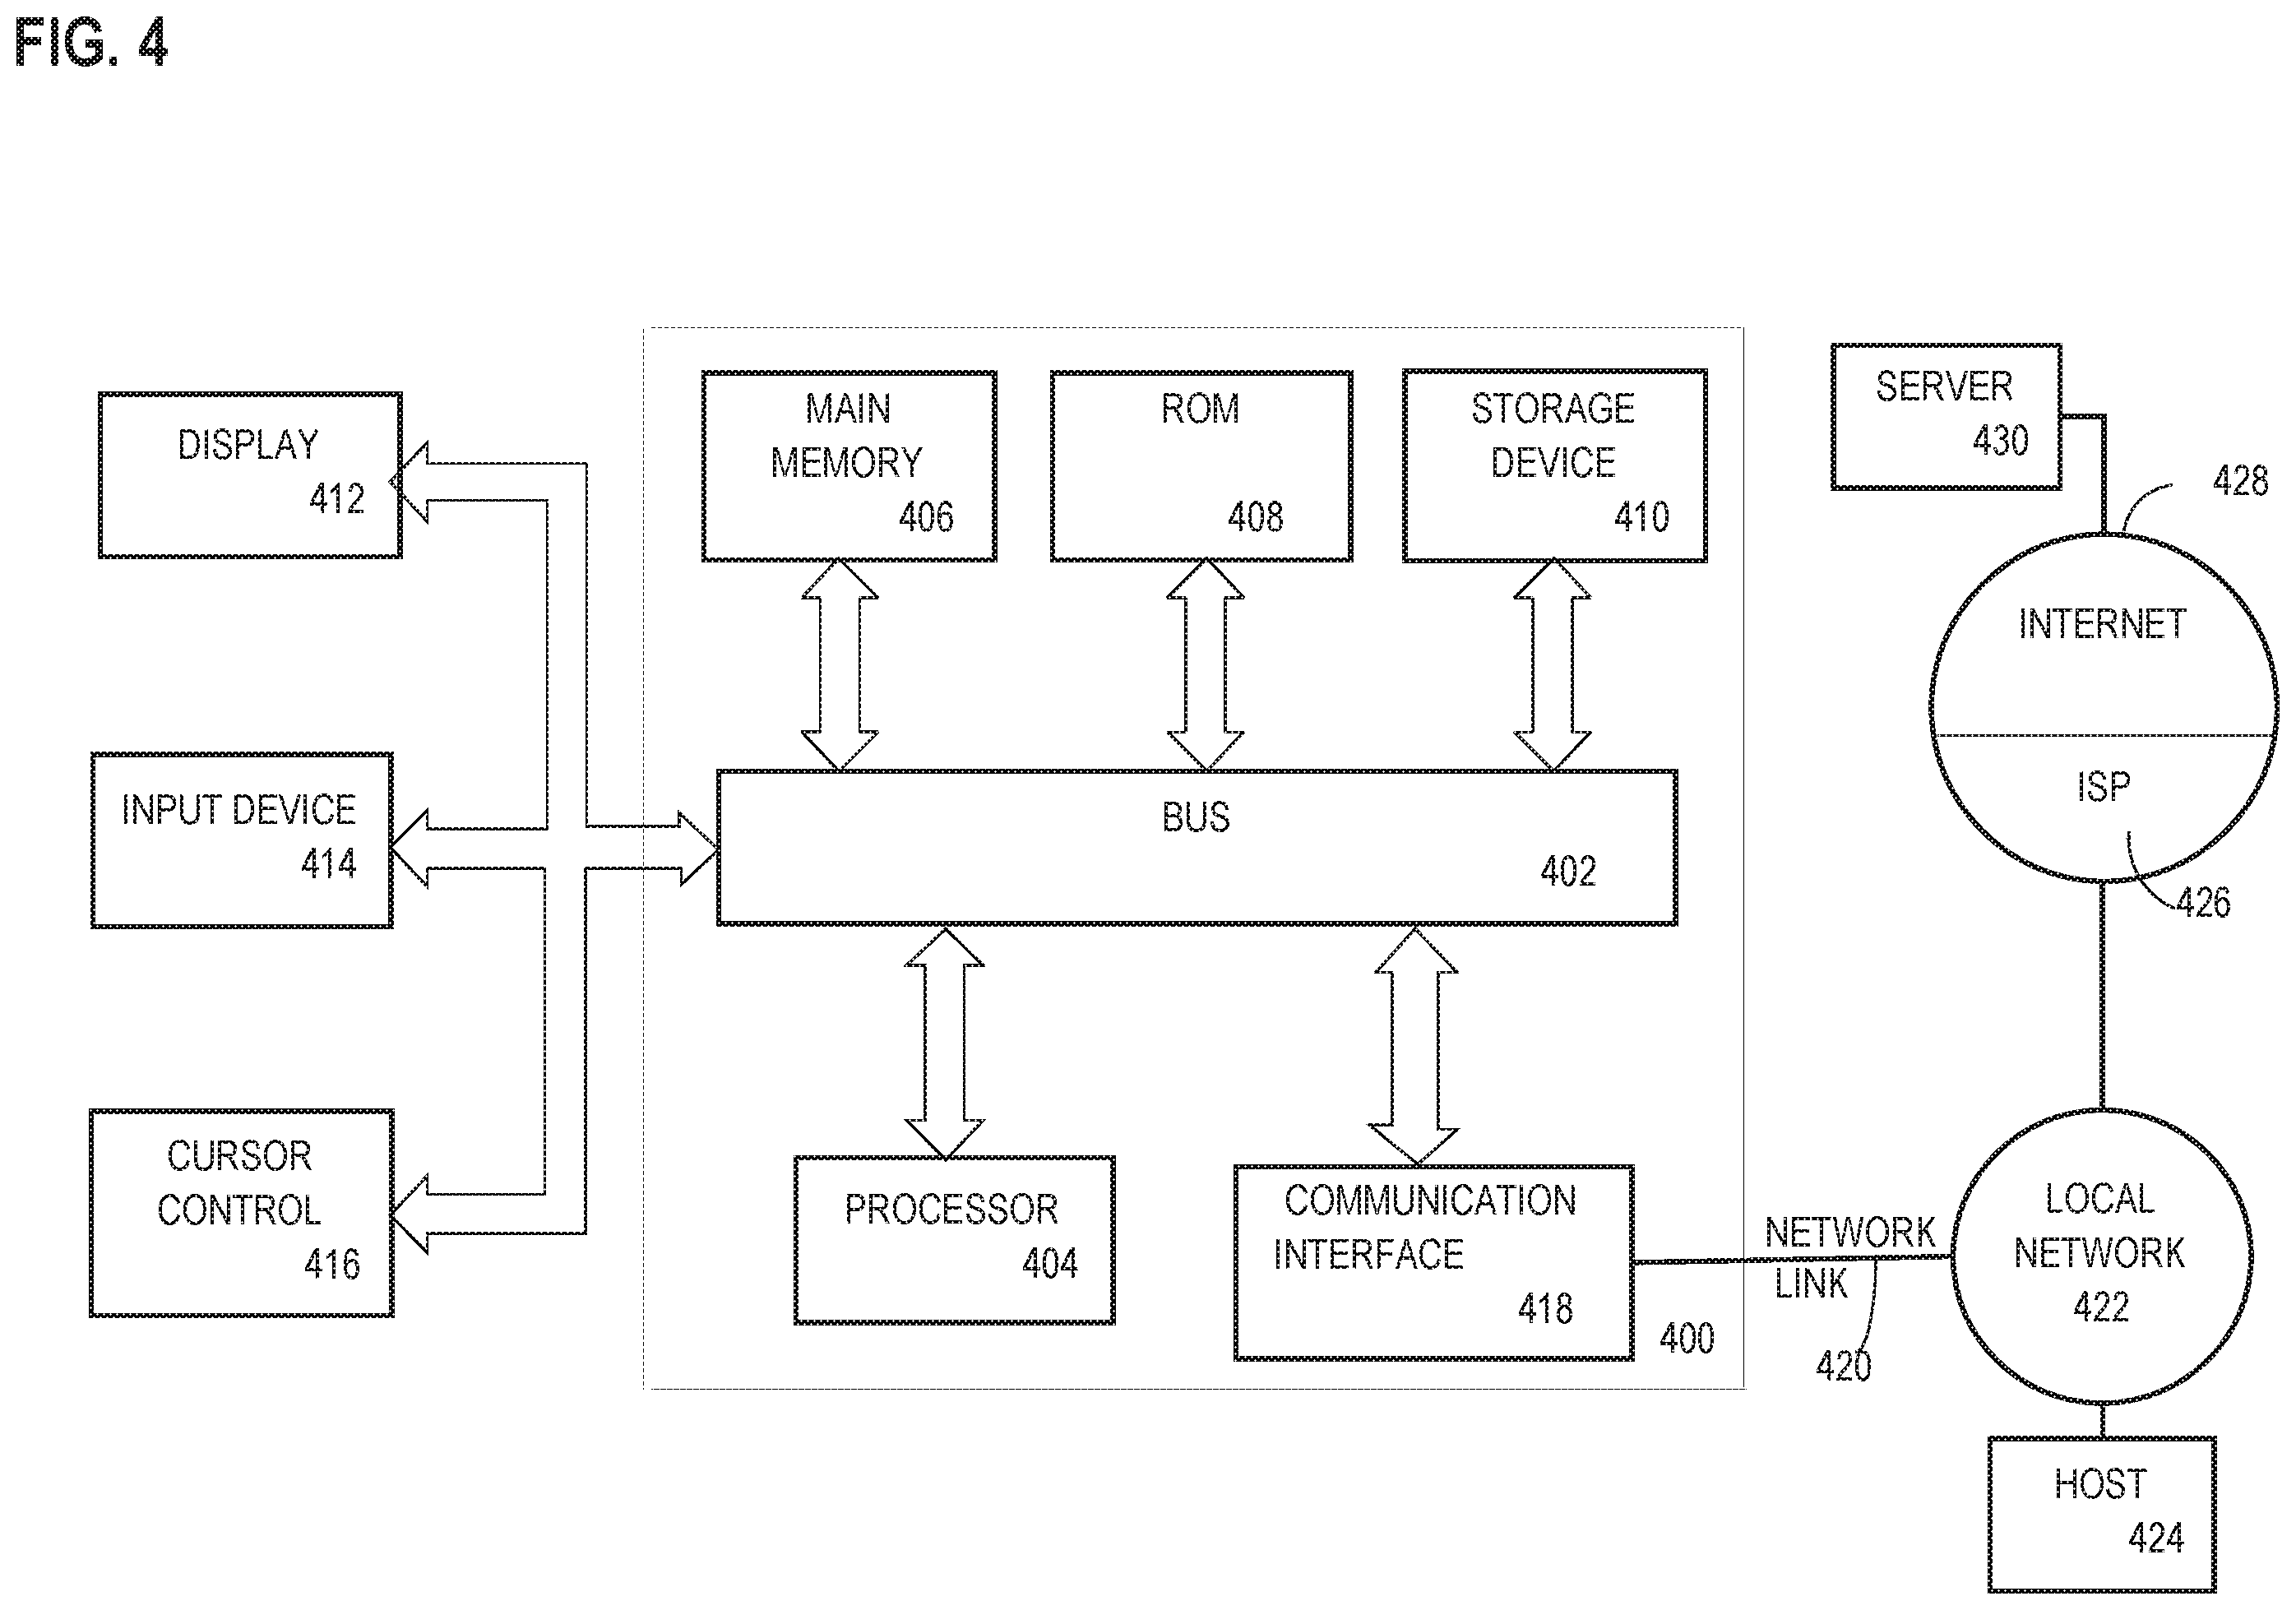 FIG. 4
DISPLAY
412
INPUT DEVICE
414
CURSOR
CONTROL
416
MAIN
MEMORY
406
ROM
408
STORAGE
DEVICE
410
BUS
402
PROCESSOR
404
COMMUNICATION
INTERFACE
418
400
NETWORK
LINK
420
SERVER
430
428
INTERNET
ISP
426
LOCAL
NETWORK
422
HOST
424